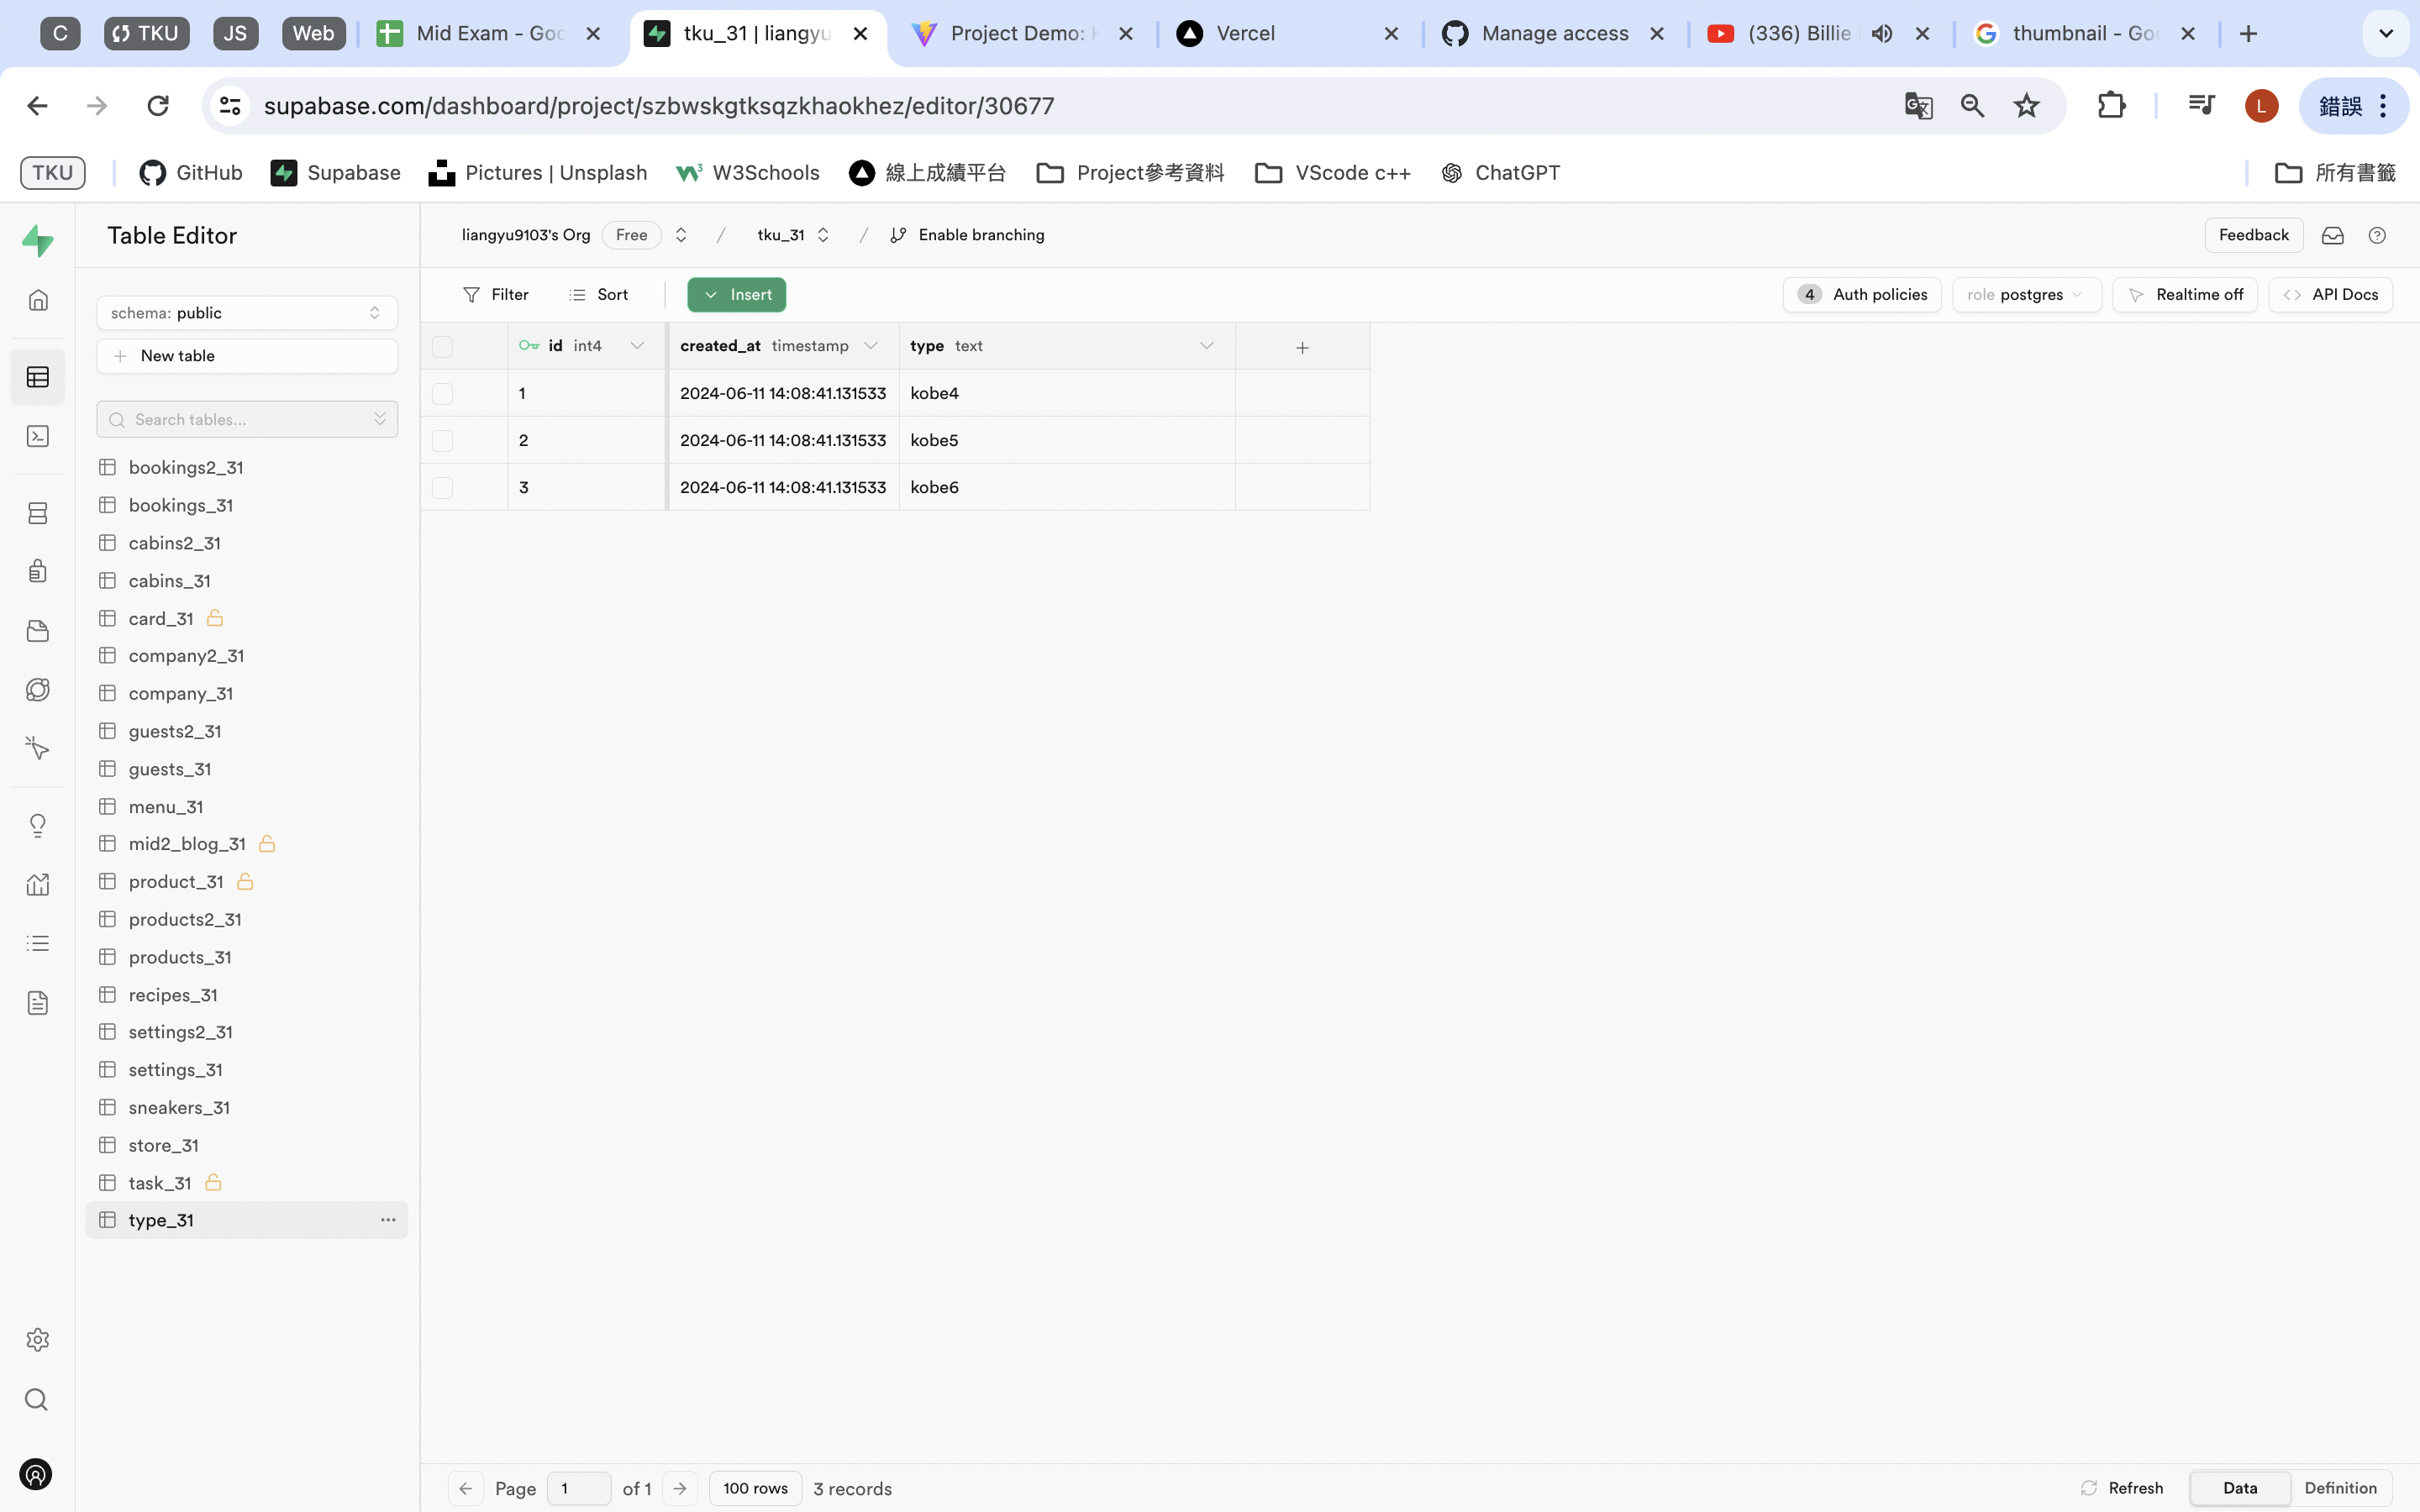 C TKU JS Web Mid Exam - Goo tku_31 | liangyu Project Demo: Vercel Manage access (336) Billie thumbnail - Goo
supabase.com/dashboard/project/szbwskgtksqzkhaokhez/editor/30677 L 錯誤
TKU GitHub Supabase Pictures | Unsplash W3Schools 線上成績平台 Project參考資料 VScode c++ ChatGPT 所有書籤
Table Editor
liangyu9103's Org Free / tku_31 / Enable branching Feedback
schema: public
New table
Search tables...
bookings2_31
bookings_31
cabins2_31
cabins_31
card_31
company2_31
company_31
guests2_31
guests_31
menu_31
mid2_blog_31
product_31
products2_31
products_31
recipes_31
settings2_31
settings_31
sneakers_31
store_31
task_31
type_31
Filter Sort Insert 4 Auth policies role postgres Realtime off API Docs
id int4 created_at timestamp type text
1 2024-06-11 14:08:41.131533 kobe4
2 2024-06-11 14:08:41.131533 kobe5
3 2024-06-11 14:08:41.131533 kobe6
Page 1 of 1 100 rows 3 records Refresh Data Definition